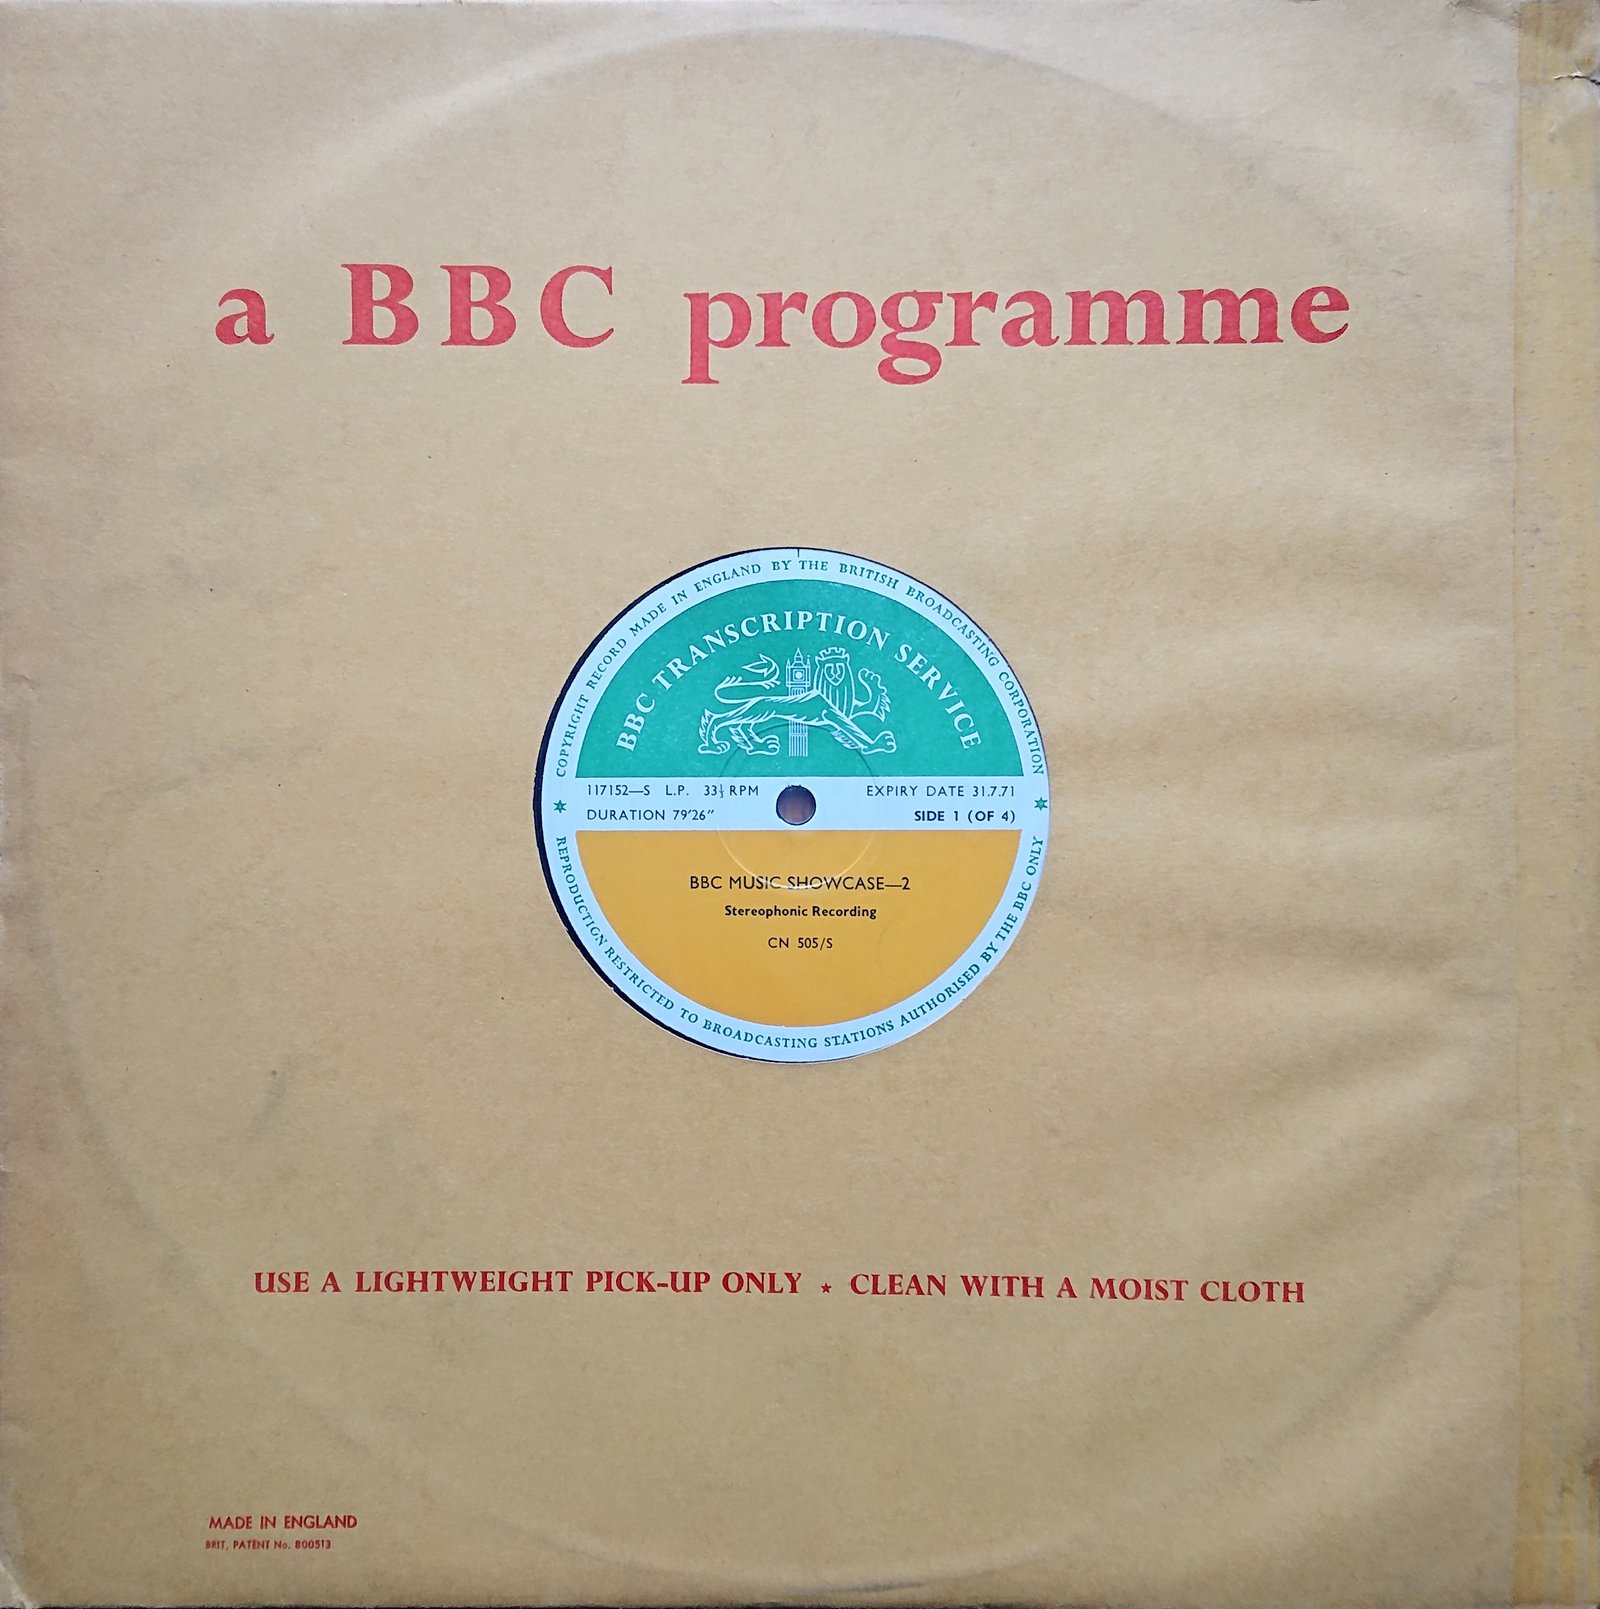 a BBC programme
COPYRIGHT RECORD MADE IN ENGLAND BY THE BRITISH BROADCASTING CORPORATION
BBC TRANSCRIPTION SERVICE
117152—S L.P. 33⅓ RPM
EXPIRY DATE 31.7.71
DURATION 79'26"
SIDE 1 (OF 4)
BBC MUSIC SHOWCASE—2
Stereophonic Recording
CN 505/S
REPRODUCTION RESTRICTED TO BROADCASTING STATIONS AUTHORISED BY THE BBC ONLY
USE A LIGHTWEIGHT PICK-UP ONLY ★ CLEAN WITH A MOIST CLOTH
MADE IN ENGLAND
BRIT. PATENT No. 800513